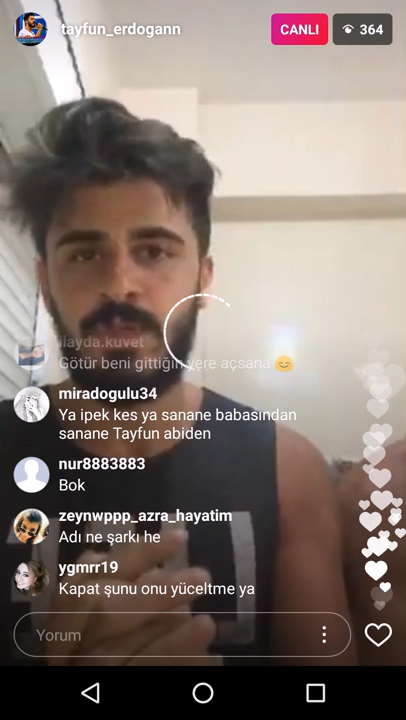 tayfun_erdogann
CANLI
364
ilayda.kuvet
Götür beni gittiğin yere açsana 😊
miradogulu34
Ya ipek kes ya sanane babasından
sanane Tayfun abiden
nur8883883
Bok
zeynwppp_azra_hayatim
Adı ne şarkı he
ygmrr19
Kapat şunu onu yüceltme ya
Yorum